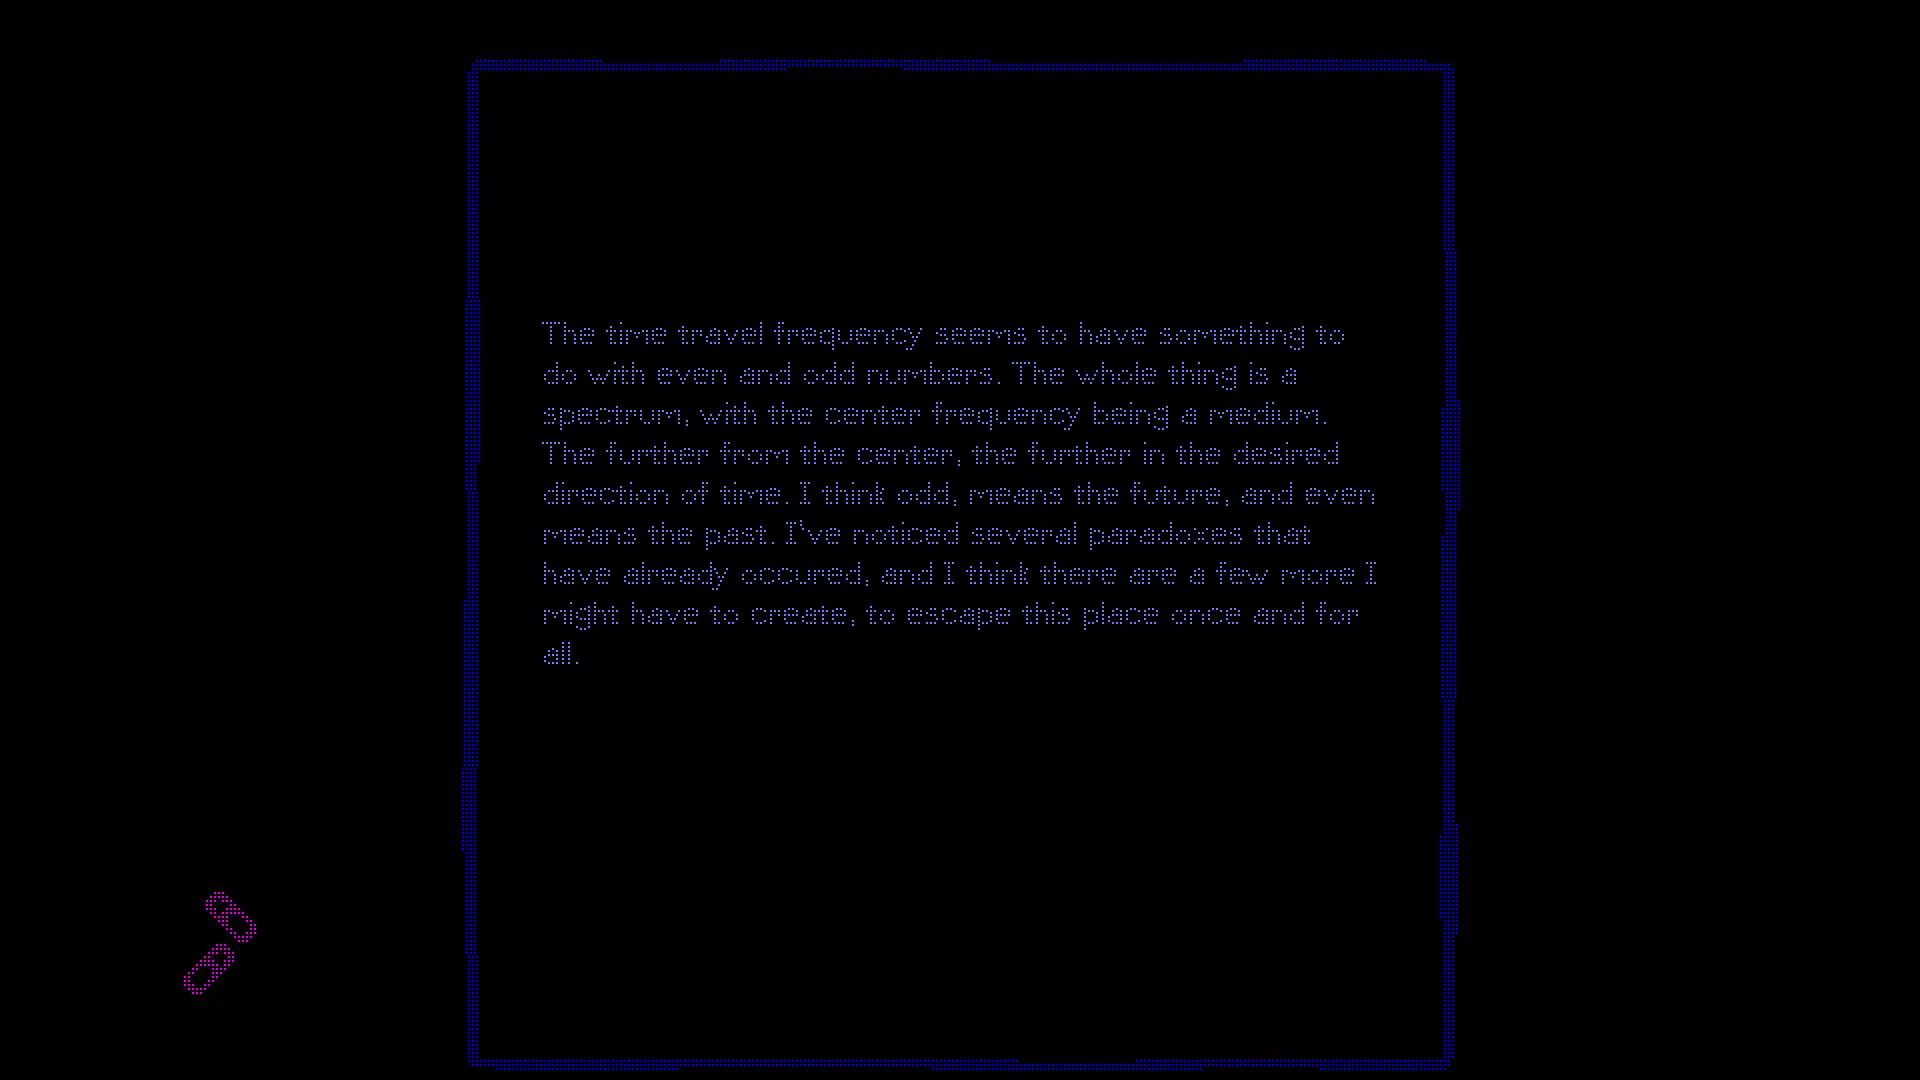 The time travel frequency seems to have something to
do with even and odd numbers. The whole thing is a
spectrum, with the center frequency being a medium.
The further from the center, the further in the desired
direction of time. I think odd, means the future, and even
means the past. I've noticed several paradoxes that
have already occured, and I think there are a few more I
might have to create, to escape this place once and for
all.